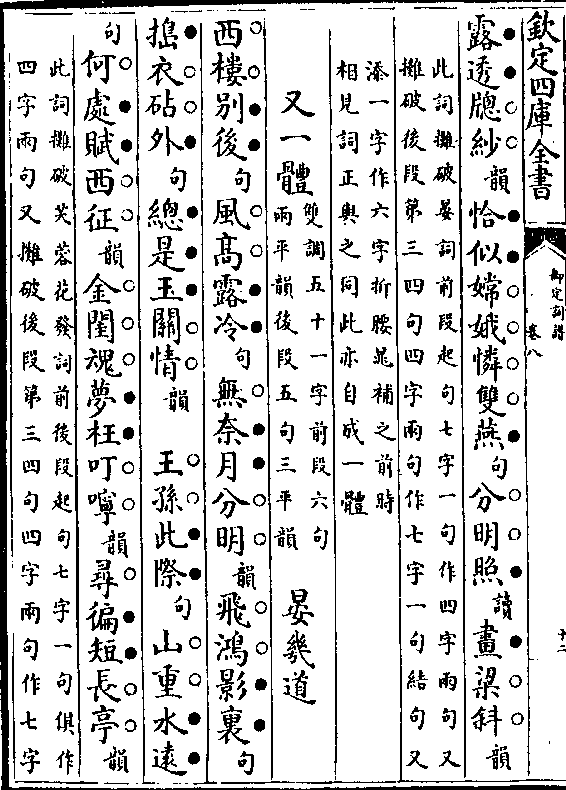 欽定四庫全書
御定詞譜
卷八
十二
露透牕紗韻恰似嫦娥憐雙燕句分明照讀畫梁斜韻
此詞攤破晏詞前段起句七字一句作四字兩句又
攤破後段第三四句四字兩句作七字一句結句又
添一字作六字折腰並補之前時
相見詞正與之同此亦自成一體
又一體雙調五十一字前段六句
兩平韻後段五句三平韻
晏幾道
西樓別後句風髙露冷句無奈月分明韻飛鴻影裏句
搗衣砧外句總是玉關情韻 王孫此際句山重水遠
句何處賦西征韻金閨魂夢枉叮嚀韻尋徧短長亭韻
此詞攤破芙蓉花發詞前後段起句七字一句俱作
四字兩句又攤破後段第三四句四字兩句作七字